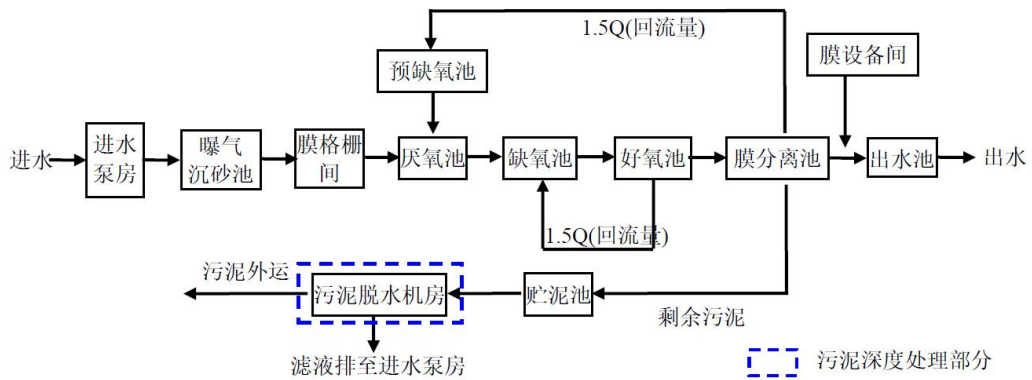 1.5Q(回流量)
膜设备间
预缺氧池
进水
进水
泵房
曝气
沉砂池
膜格栅
间
厌氧池
缺氧池
好氧池
膜分离池
出水池
出水
1.5Q(回流量)
污泥外运
污泥脱水机房
贮泥池
剩余污泥
滤液排至进水泵房
污泥深度处理部分